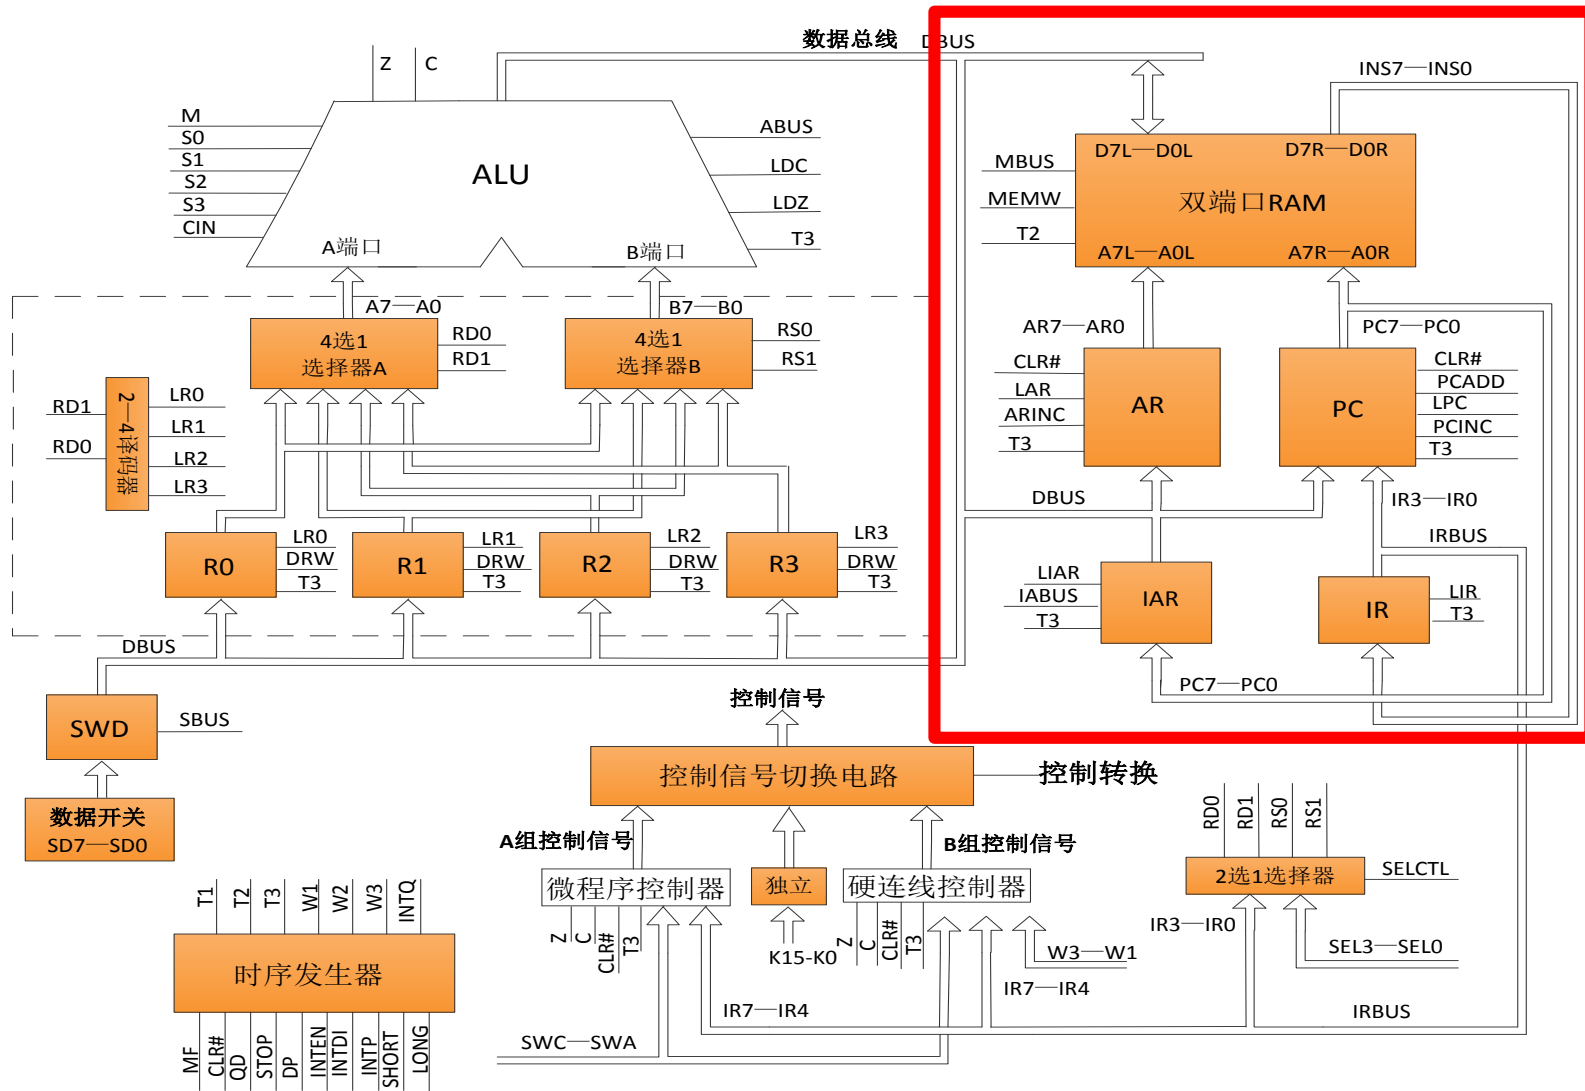 数据总线 DBUS
Z
C
M
S0
S1
S2
S3
CIN
ALU
ABUS
LDC
LDZ
T3
A端口
B端口
A7—A0
B7—B0
4选1
选择器A
RD0
RD1
4选1
选择器B
RS0
RS1
RD1
RD0
2—4译码器
LR0
LR1
LR2
LR3
R0
LR0
DRW
T3
R1
LR1
DRW
T3
R2
LR2
DRW
T3
R3
LR3
DRW
T3
DBUS
SWD
SBUS
数据开关
SD7—SD0
INS7—INS0
D7L—D0L
D7R—D0R
MBUS
MEMW
T2
双端口RAM
A7L—A0L
A7R—A0R
AR7—AR0
PC7—PC0
CLR#
LAR
ARINC
T3
AR
PC
CLR#
PCADD
LPC
PCINC
T3
DBUS
IR3—IR0
IRBUS
LIAR
IABUS
T3
IAR
IR
LIR
T3
PC7—PC0
控制信号
控制信号切换电路
控制转换
A组控制信号
B组控制信号
微程序控制器
独立
硬连线控制器
Z
C
CLR#
T3
K15-K0
Z
C
CLR#
T3
W3—W1
IR7—IR4
IR7—IR4
SWC—SWA
RD0
RD1
RS0
RS1
2选1选择器
SELCTL
IR3—IR0
SEL3—SEL0
IRBUS
T1
T2
T3
W1
W2
W3
INTQ
时序发生器
MF
CLR#
QD
STOP
DP
INTEN
INTDI
INTP
SHORT
LONG